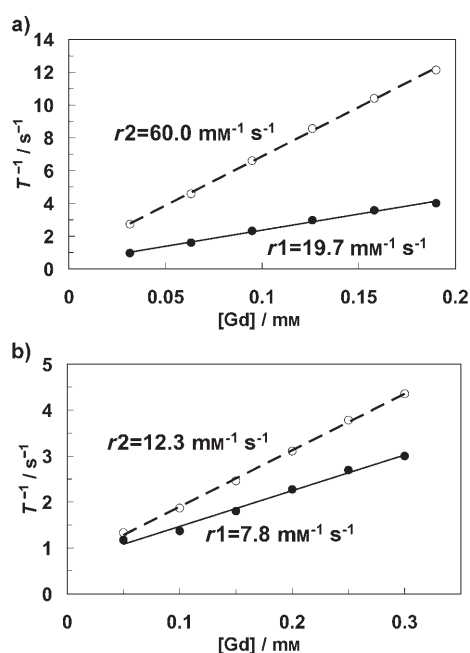 a)
14
12
10
8
6
4
2
0
T⁻¹ / s⁻¹
r2=60.0 mM⁻¹ s⁻¹
r1=19.7 mM⁻¹ s⁻¹
0 0.05 0.1 0.15 0.2
[Gd] / mM
b)
5
4
3
2
1
0
T⁻¹ / s⁻¹
r2=12.3 mM⁻¹ s⁻¹
r1=7.8 mM⁻¹ s⁻¹
0 0.1 0.2 0.3
[Gd] / mM